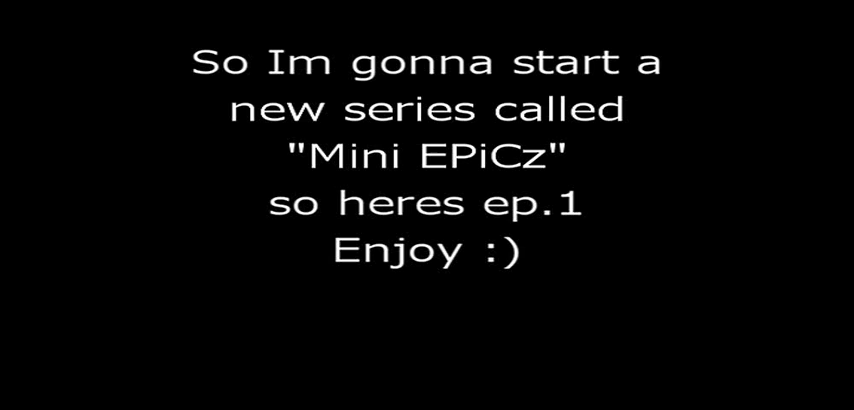 So Im gonna start a
new series called
"Mini EPiCz"
so heres ep.1
Enjoy :)